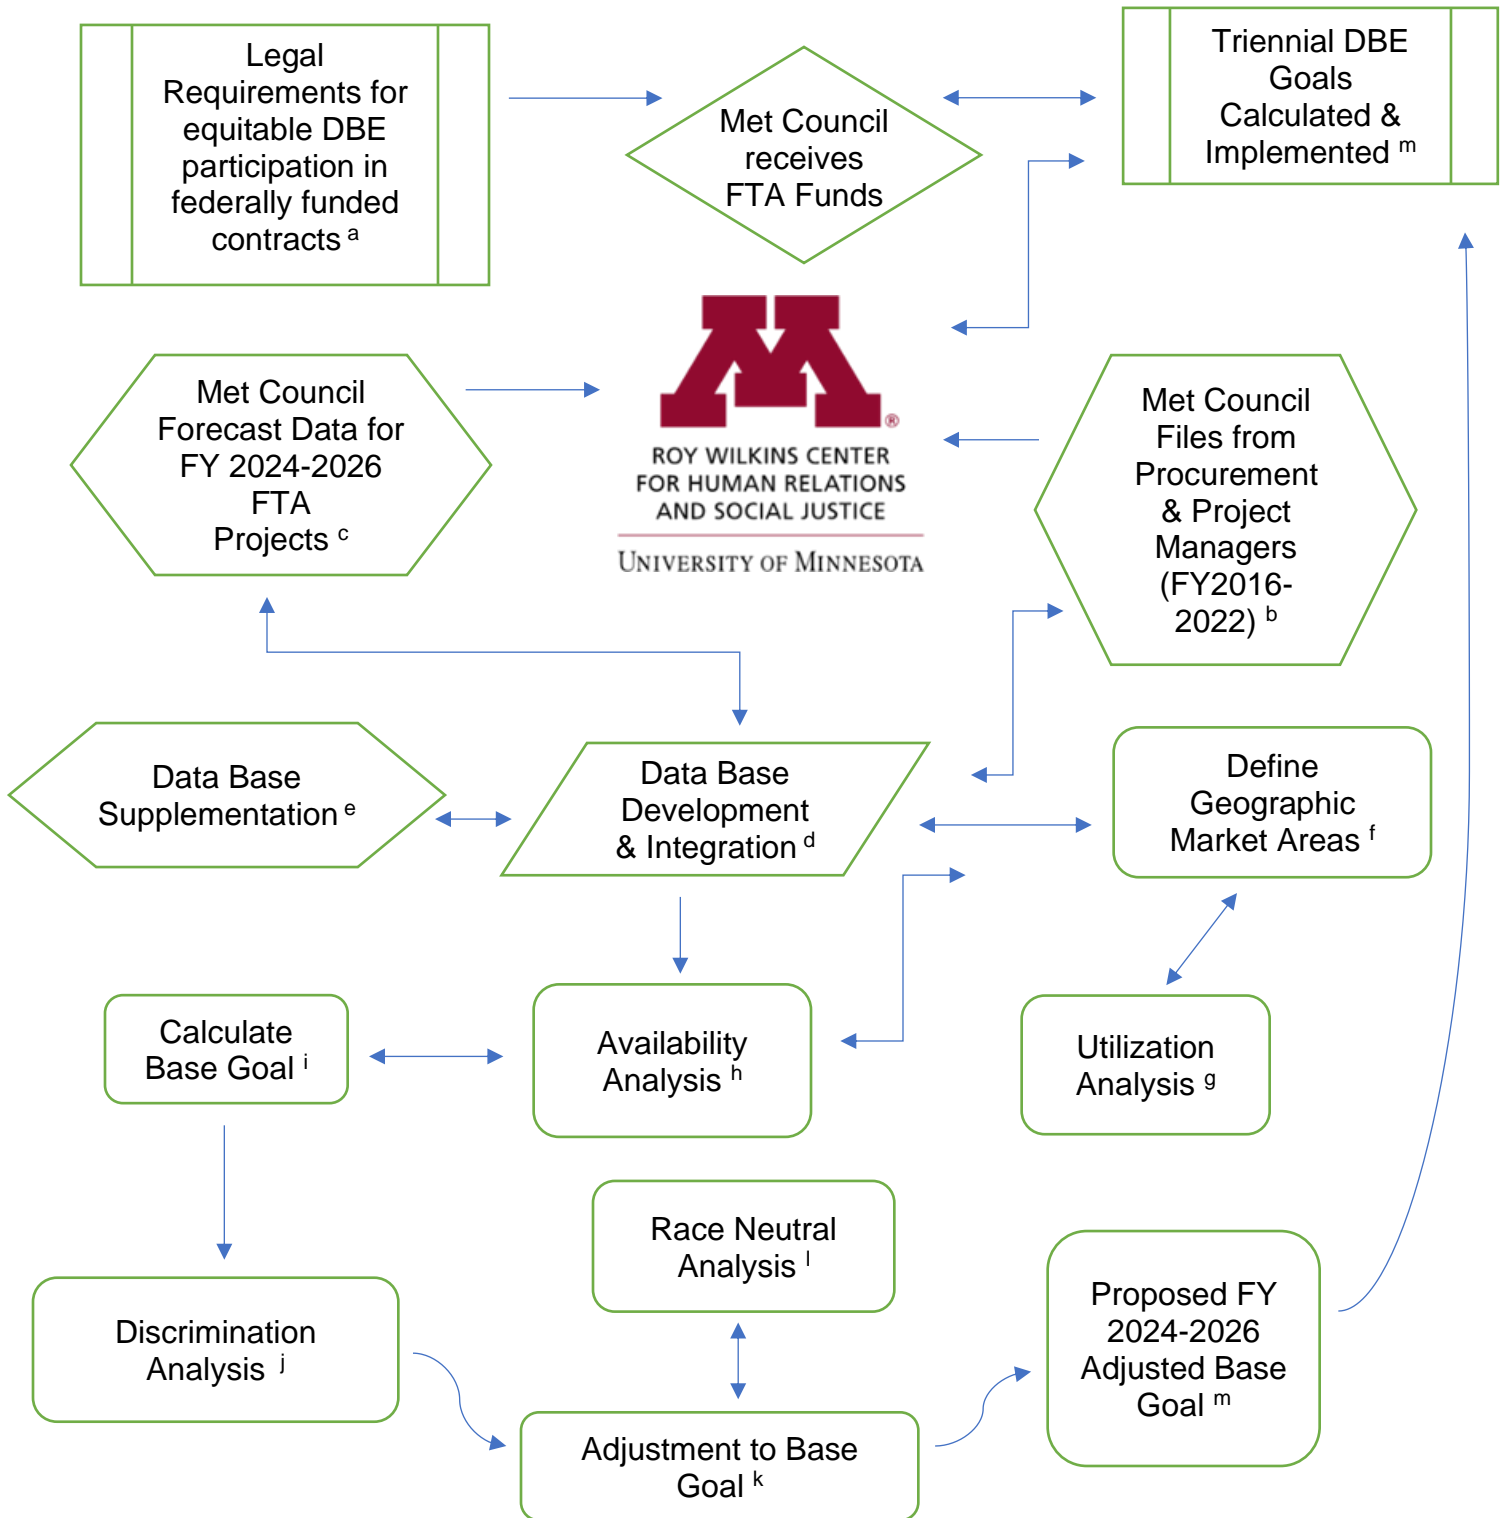 Legal
Requirements for
equitable DBE
participation in
federally funded
contracts a
Met Council
receives
FTA Funds
Triennial DBE
Goals
Calculated &
Implemented m
Met Council
Forecast Data for
FY 2024-2026
FTA
Projects c
®
ROY WILKINS CENTER
FOR HUMAN RELATIONS
AND SOCIAL JUSTICE
UNIVERSITY OF MINNESOTA
Met Council
Files from
Procurement
& Project
Managers
(FY2016-
2022) b
Data Base
Supplementation e
Data Base
Development
& Integration d
Define
Geographic
Market Areas f
Calculate
Base Goal i
Availability
Analysis h
Utilization
Analysis g
Race Neutral
Analysis l
Discrimination
Analysis j
Adjustment to Base
Goal k
Proposed FY
2024-2026
Adjusted Base
Goal m